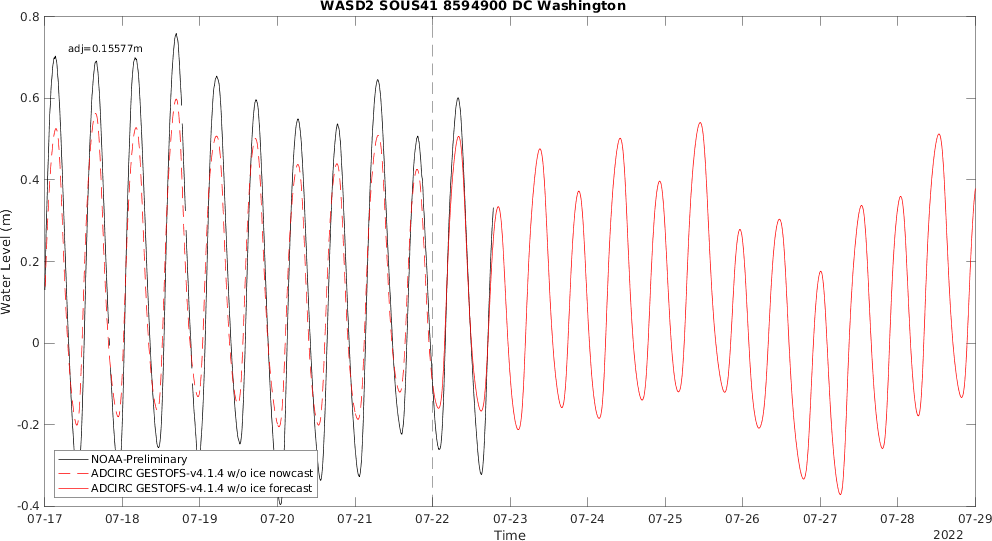 WASD2 SOUS41 8594900 DC Washington
adj=0.15577m
Water Level (m)
0.8
0.6
0.4
0.2
0
-0.2
-0.4
NOAA-Preliminary
ADCIRC GESTOFS-v4.1.4 w/o ice nowcast
ADCIRC GESTOFS-v4.1.4 w/o ice forecast
07-17 07-18 07-19 07-20 07-21 07-22 07-23 07-24 07-25 07-26 07-27 07-28 07-29
Time
2022